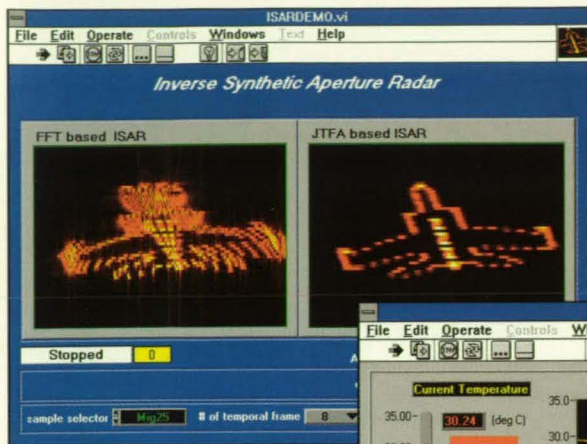 ISARDEMO.vi
File Edit Operate Controls Windows Text Help
Inverse Synthetic Aperture Radar
FFT based ISAR
JTFA based ISAR
Stopped 0
sample selector Mig25 # of temporal frame 8
File Edit Operate Controls
Current Temperature
35.00
30.24 (deg C)
35.0
30.0